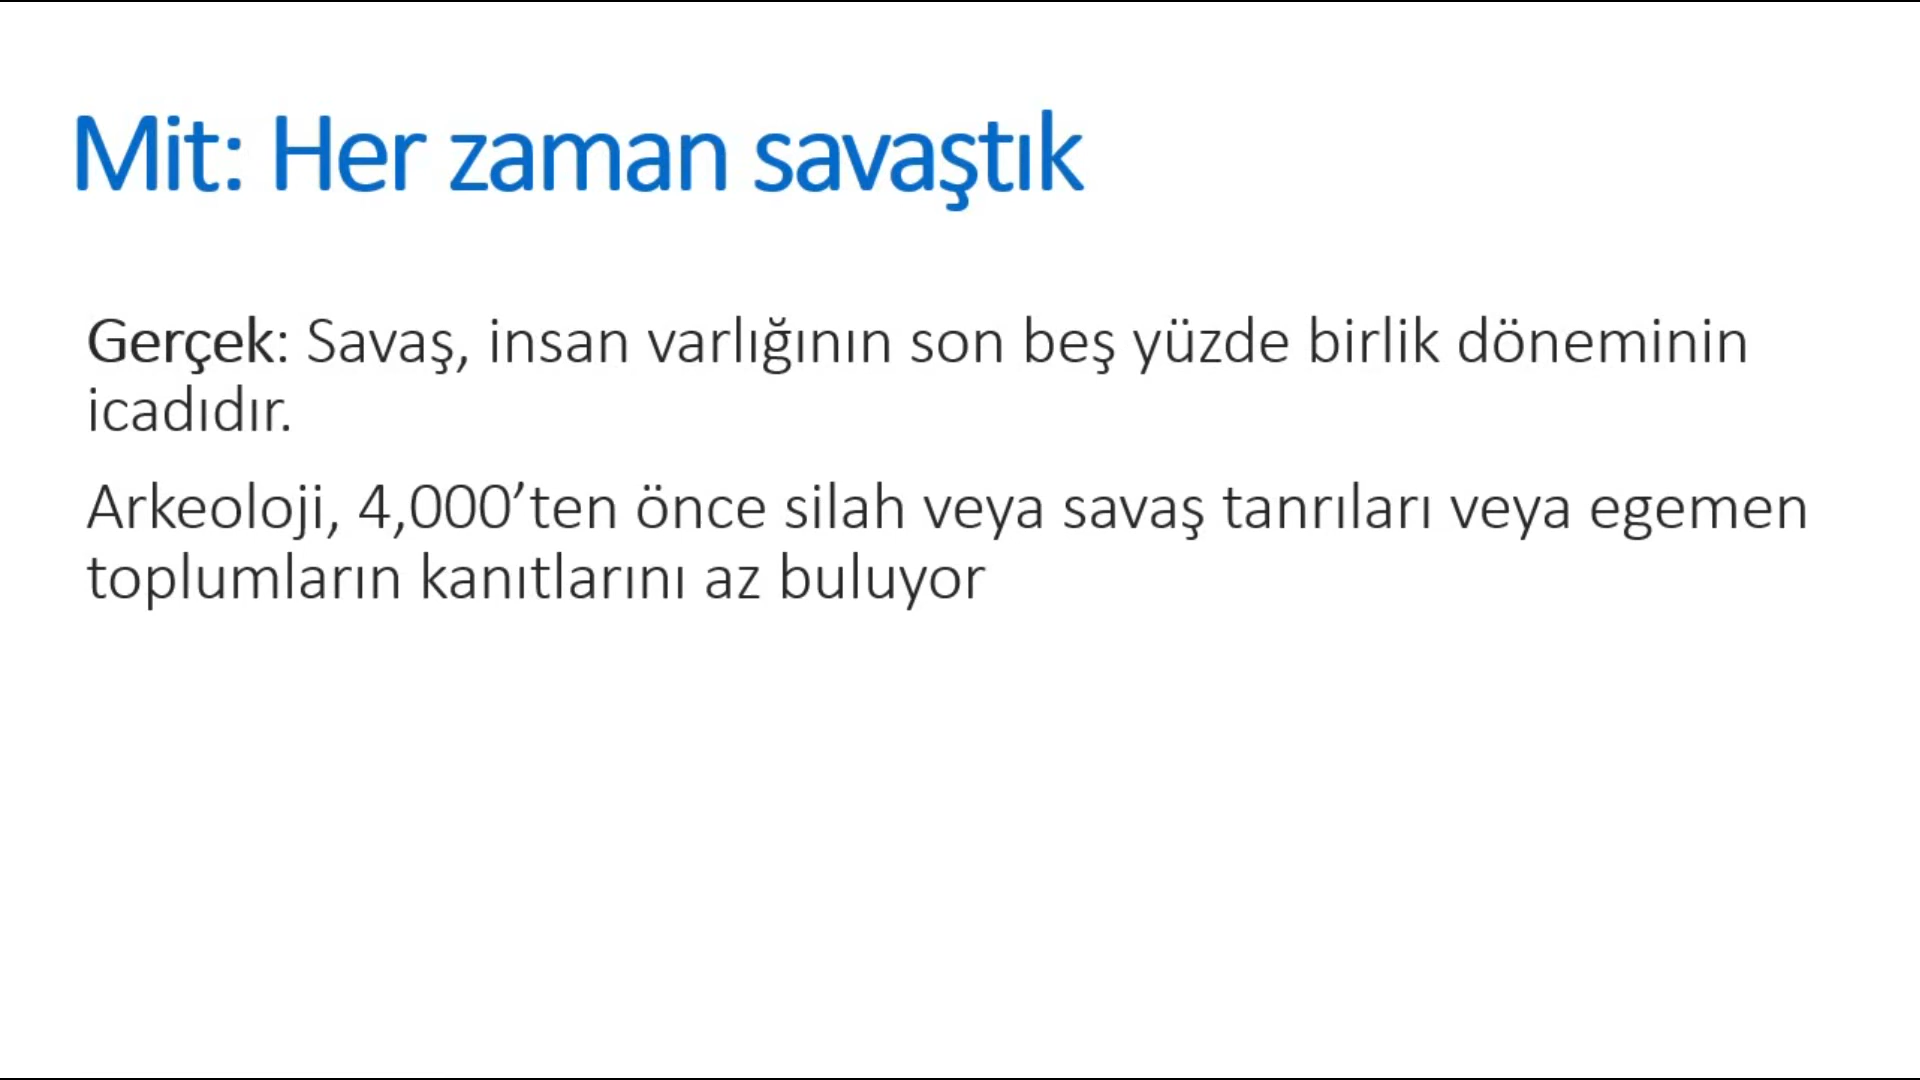 Mit: Her zaman savaştık
Gerçek: Savaş, insan varlığının son beş yüzde birlik döneminin
icadıdır.
Arkeoloji, 4,000’ten önce silah veya savaş tanrıları veya egemen
toplumların kanıtlarını az buluyor